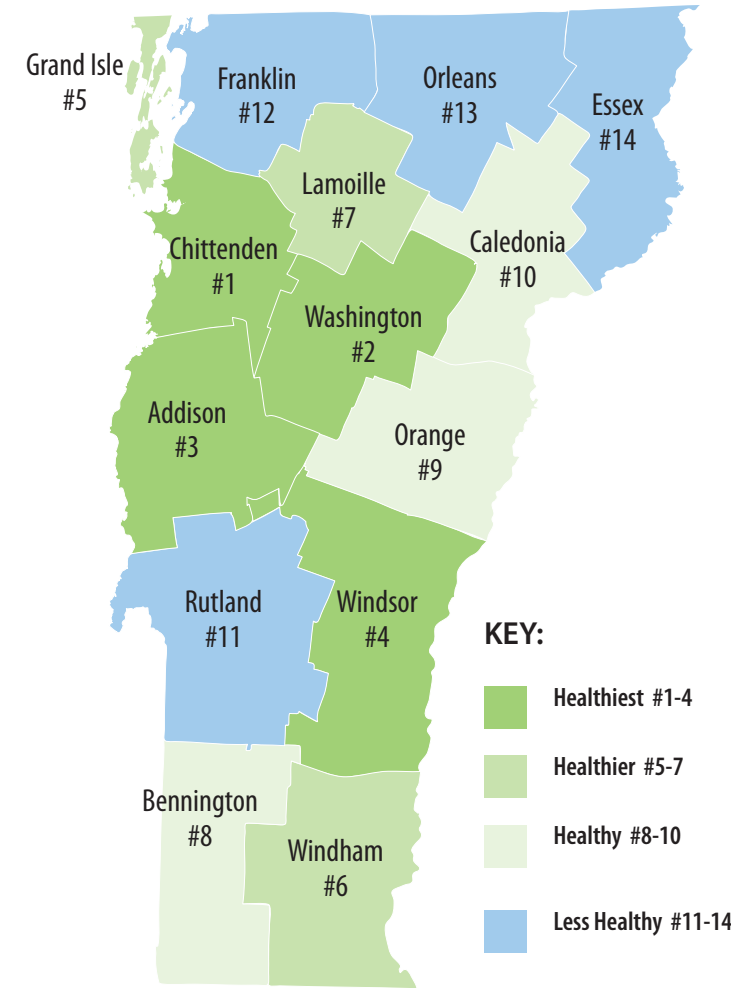 Grand Isle
#5
Franklin
#12
Orleans
#13
Essex
#14
Lamoille
#7
Chittenden
#1
Caledonia
#10
Washington
#2
Addison
#3
Orange
#9
Rutland
#11
Windsor
#4
Bennington
#8
Windham
#6
KEY:
Healthiest #1-4
Healthier #5-7
Healthy #8-10
Less Healthy #11-14